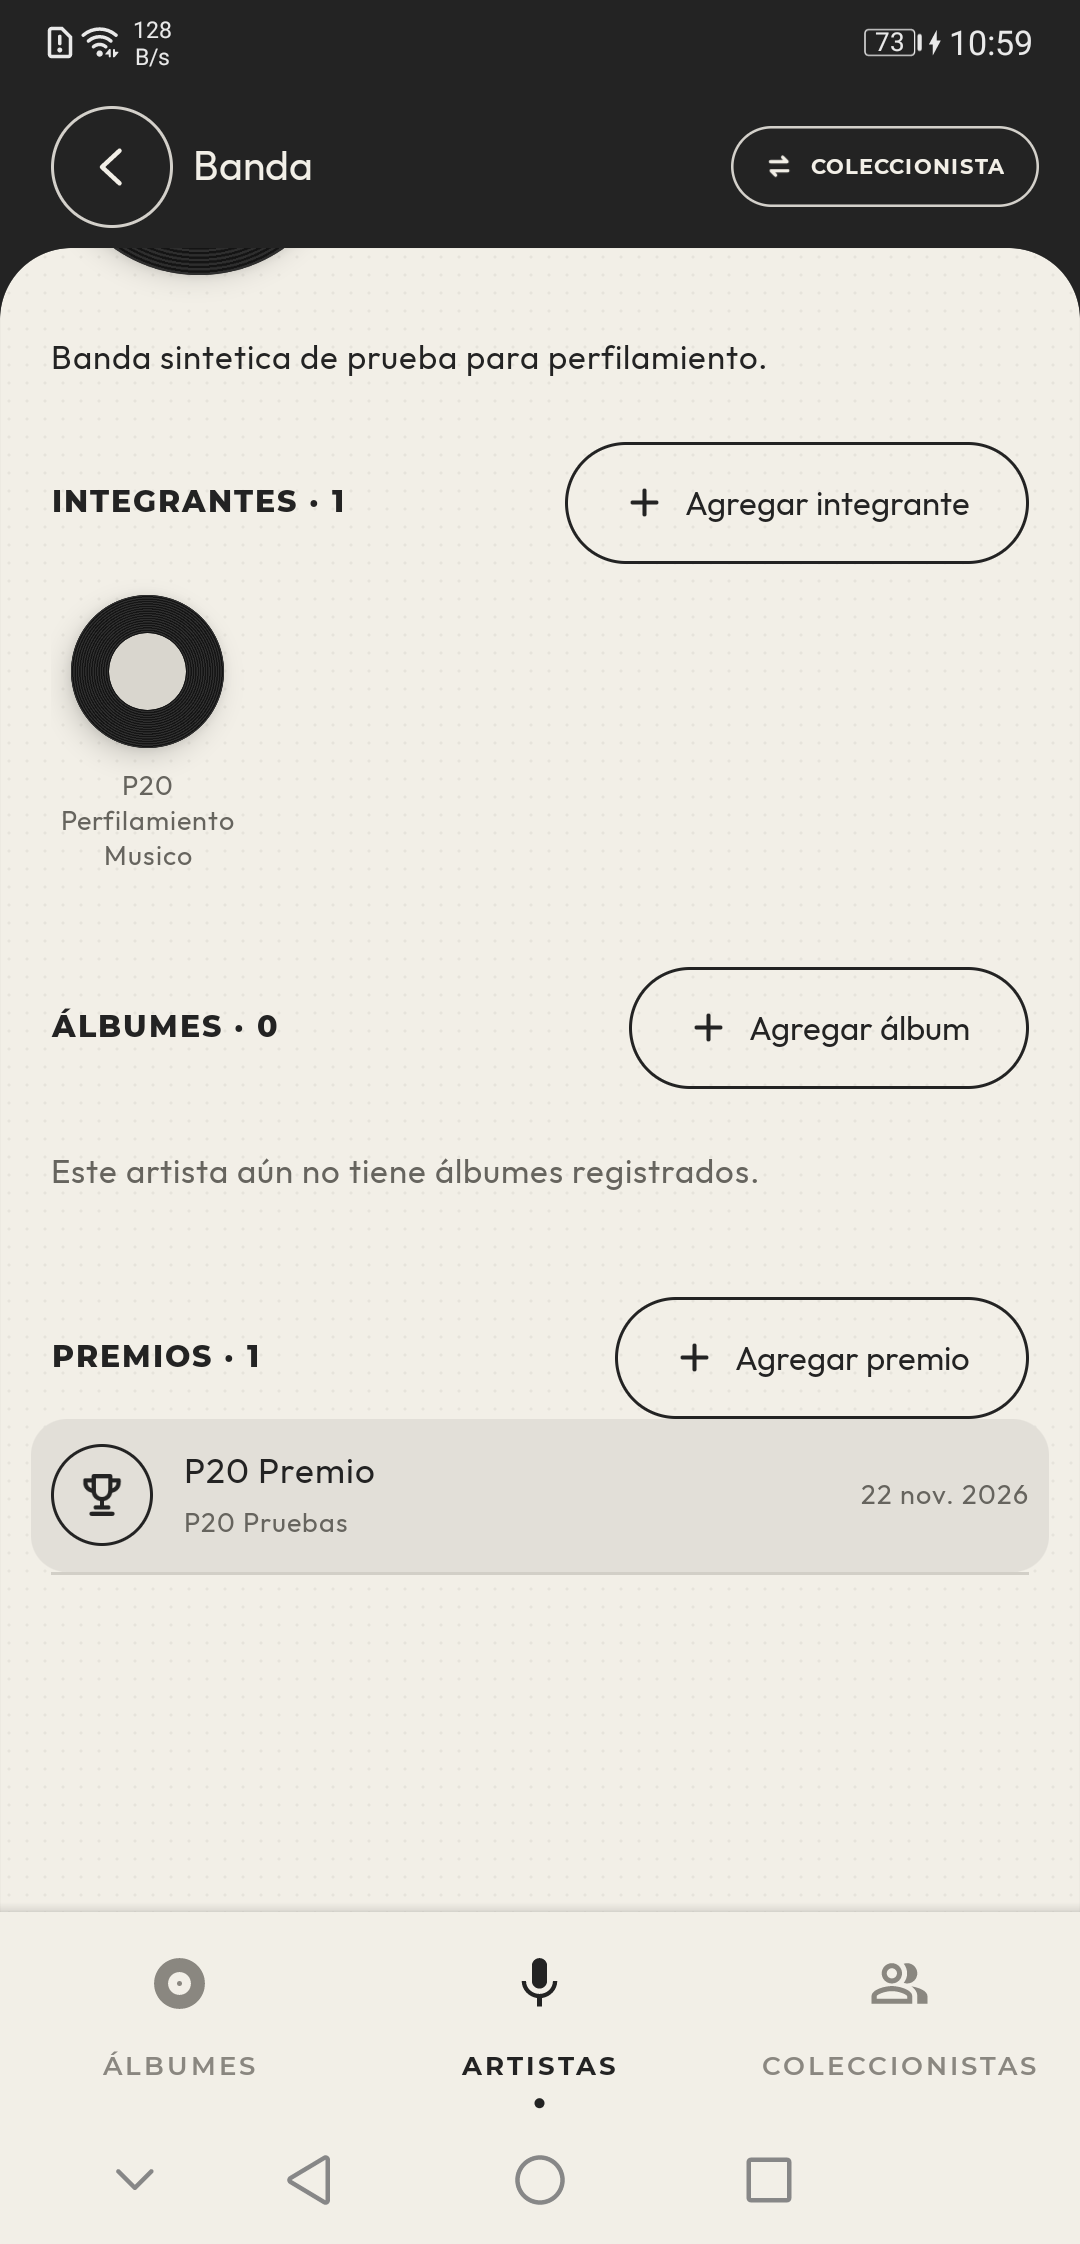 128
B/s
73
10:59
Banda
COLECCIONISTA
Banda sintetica de prueba para perfilamiento.
INTEGRANTES · 1
+ Agregar integrante
P20
Perfilamiento
Musico
ÁLBUMES · 0
+ Agregar álbum
Este artista aún no tiene álbumes registrados.
PREMIOS · 1
+ Agregar premio
P20 Premio
P20 Pruebas
22 nov. 2026
ÁLBUMES
ARTISTAS
COLECCIONISTAS